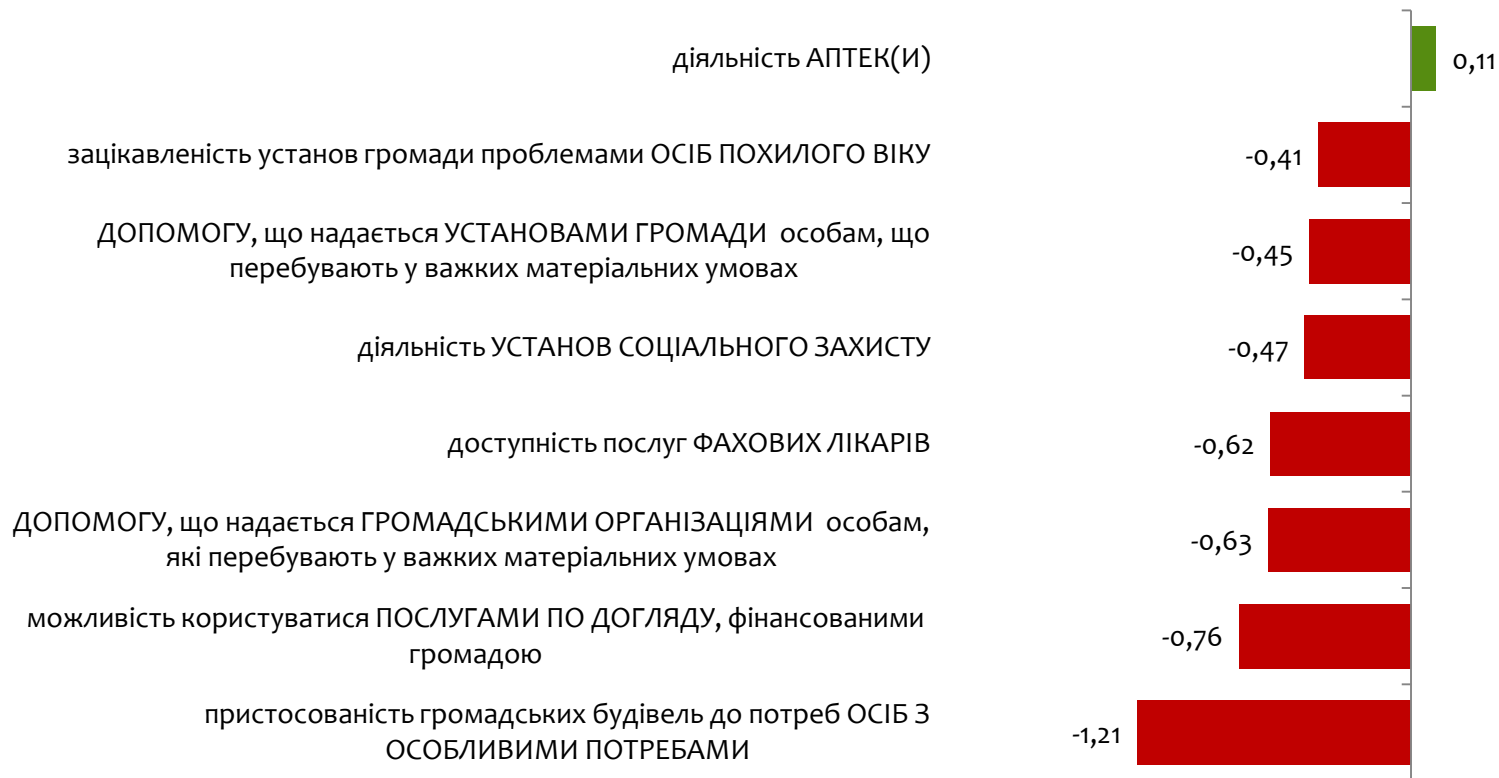 діяльність АПТЕК(И)
0,11
зацікавленість установ громади проблемами ОСІБ ПОХИЛОГО ВІКУ
-0,41
ДОПОМОГУ, що надається УСТАНОВАМИ ГРОМАДИ особам, що
перебувають у важких матеріальних умовах
-0,45
діяльність УСТАНОВ СОЦІАЛЬНОГО ЗАХИСТУ
-0,47
доступність послуг ФАХОВИХ ЛІКАРІВ
-0,62
ДОПОМОГУ, що надається ГРОМАДСЬКИМИ ОРГАНІЗАЦІЯМИ особам,
які перебувають у важких матеріальних умовах
-0,63
можливість користуватися ПОСЛУГАМИ ПО ДОГЛЯДУ, фінансованими
громадою
-0,76
пристосованість громадських будівель до потреб ОСІБ З
ОСОБЛИВИМИ ПОТРЕБАМИ
-1,21